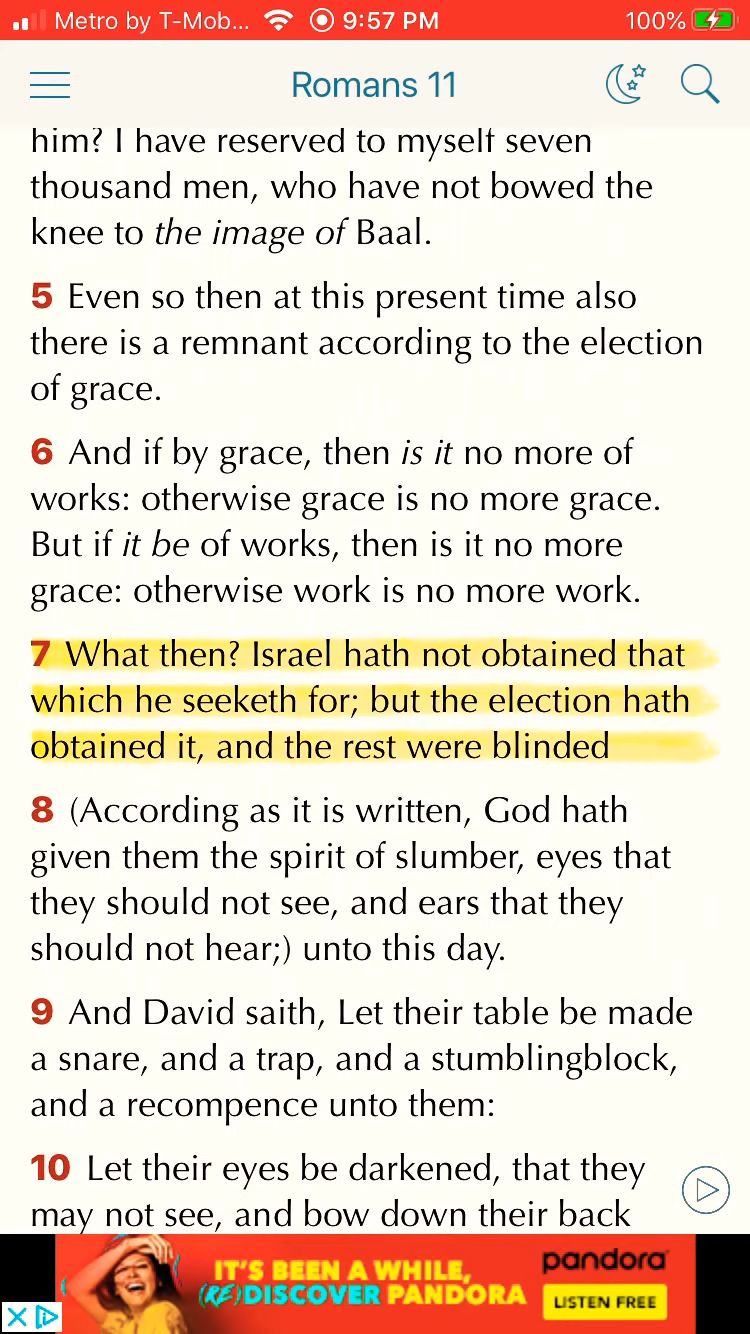 Metro by T-Mob... 9:57 PM 100%
Romans 11
him? I have reserved to myself seven
thousand men, who have not bowed the
knee to the image of Baal.
5 Even so then at this present time also
there is a remnant according to the election
of grace.
6 And if by grace, then is it no more of
works: otherwise grace is no more grace.
But if it be of works, then is it no more
grace: otherwise work is no more work.
7 What then? Israel hath not obtained that
which he seeketh for; but the election hath
obtained it, and the rest were blinded
8 (According as it is written, God hath
given them the spirit of slumber, eyes that
they should not see, and ears that they
should not hear;) unto this day.
9 And David saith, Let their table be made
a snare, and a trap, and a stumblingblock,
and a recompence unto them:
10 Let their eyes be darkened, that they
may not see, and bow down their back
IT'S BEEN A WHILE,
(RE)DISCOVER PANDORA
pandora
LISTEN FREE